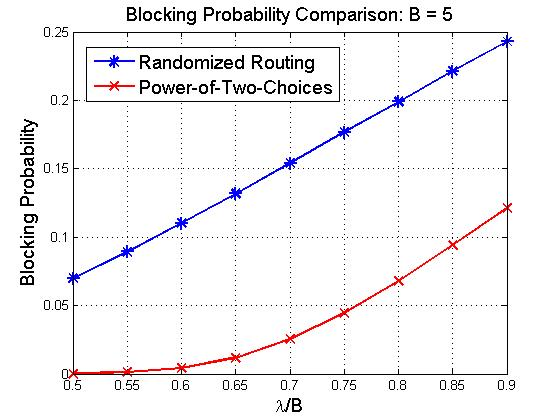 Blocking Probability Comparison: B = 5
Randomized Routing
Power-of-Two-Choices
Blocking Probability
0.25
0.2
0.15
0.1
0.05
0
0.5 0.55 0.6 0.65 0.7 0.75 0.8 0.85 0.9
λ/B